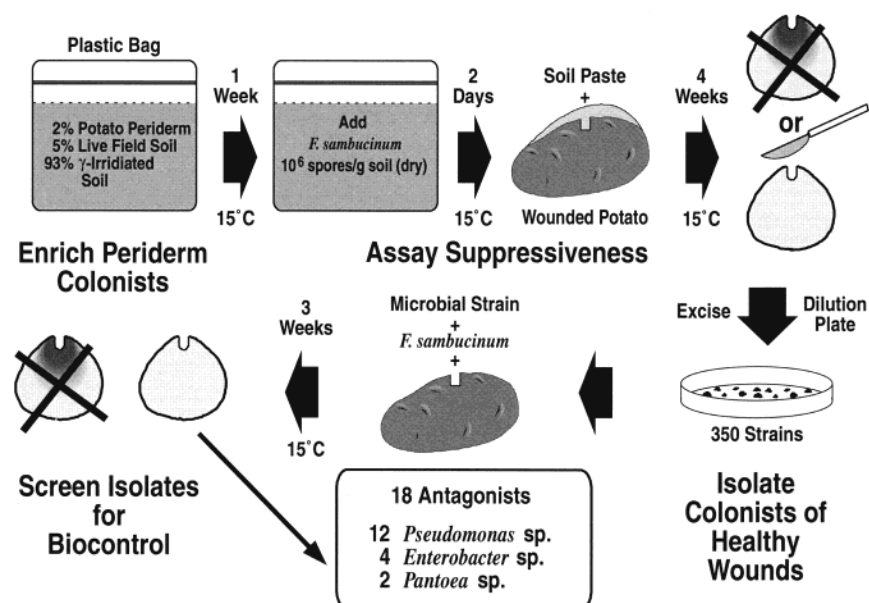 Plastic Bag
2% Potato Periderm
5% Live Field Soil
93% γ-Irridiated
Soil
1
Week
15°C
Add
F. sambucinum
10⁶ spores/g soil (dry)
2
Days
15°C
Soil Paste
+
Wounded Potato
4
Weeks
15°C
or
Enrich Periderm
Colonists
Assay Suppressiveness
Excise
Dilution
Plate
350 Strains
Isolate
Colonists of
Healthy
Wounds
Microbial Strain
+
F. sambucinum
+
3
Weeks
15°C
Screen Isolates
for
Biocontrol
18 Antagonists
12 Pseudomonas sp.
4 Enterobacter sp.
2 Pantoea sp.